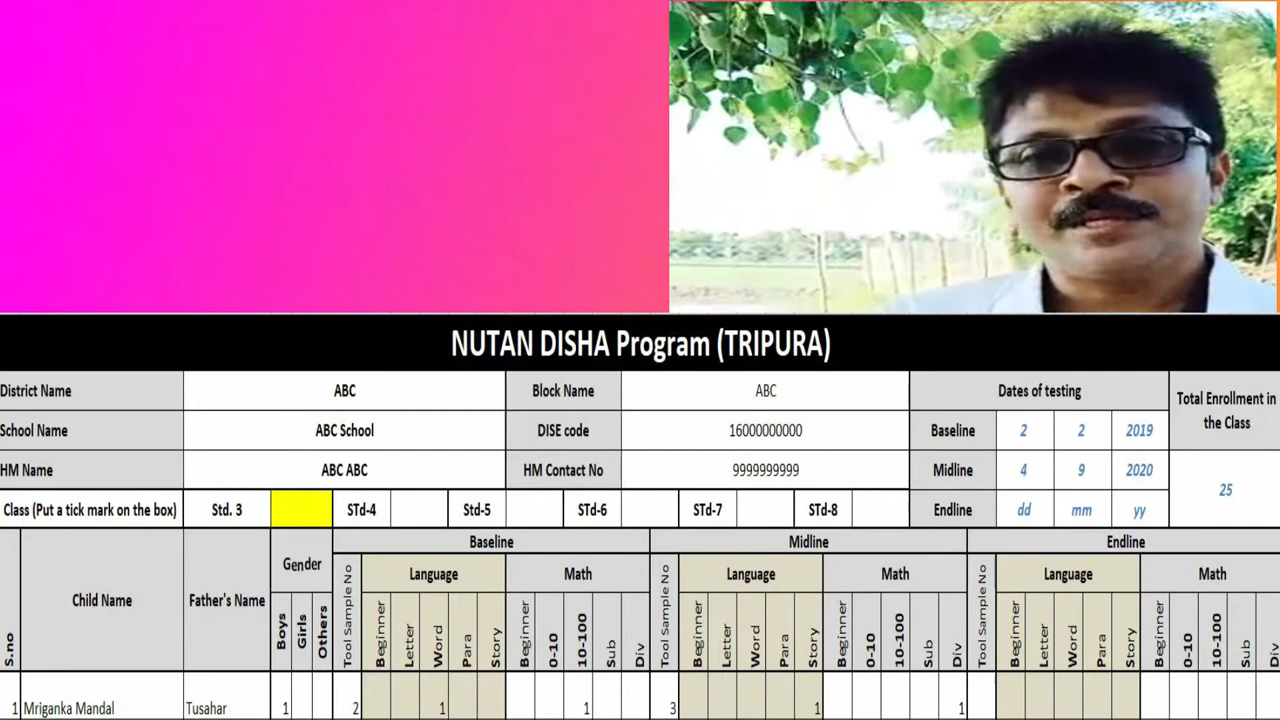 NUTAN DISHA Program (TRIPURA)
District Name ABC Block Name ABC Dates of testing Total Enrollment in the Class
School Name ABC School DISE code 16000000000 Baseline 2 2 2019
HM Name ABC ABC HM Contact No 9999999999 Midline 4 9 2020 25
Class (Put a tick mark on the box) Std. 3 STd-4 Std-5 STd-6 STd-7 STd-8 Endline dd mm yy
S.no Child Name Father's Name Gender Baseline Midline Endline
Language Math Language Math Language Math
Boys Girls Others Tool Sample No Beginner Letter Word Para Story Beginner 0-10 10-100 Sub Div Tool Sample No Beginner Letter Word Para Story Beginner 0-10 10-100 Sub Div Tool Sample No Beginner Letter Word Para Story Beginner 0-10 10-100 Sub Div
1 Mriganka Mandal Tusahar 1 2 1 1 3 1 1